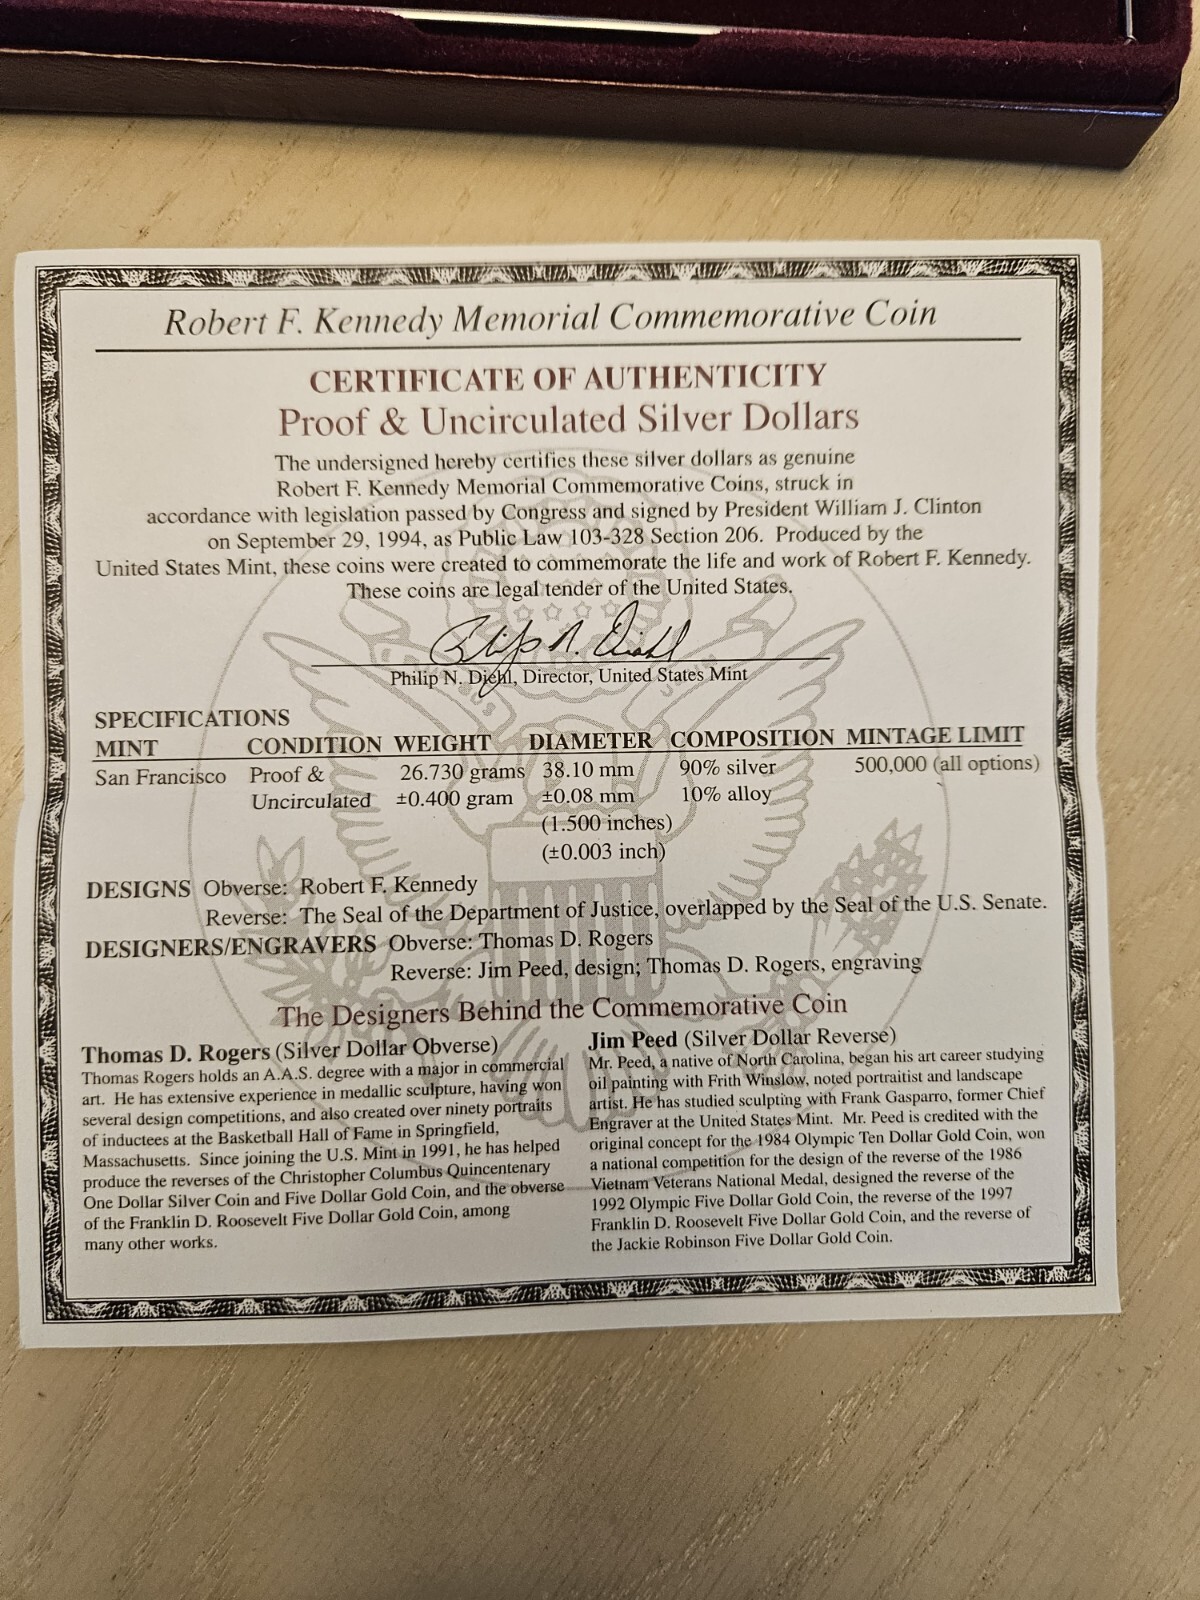 Robert F. Kennedy Memorial Commemorative Coin
CERTIFICATE OF AUTHENTICITY
Proof & Uncirculated Silver Dollars
The undersigned hereby certifies these silver dollars as genuine
Robert F. Kennedy Memorial Commemorative Coins, struck in
accordance with legislation passed by Congress and signed by President William J. Clinton
on September 29, 1994, as Public Law 103-328 Section 206. Produced by the
United States Mint, these coins were created to commemorate the life and work of Robert F. Kennedy.
These coins are legal tender of the United States.
Philip N. Diehl
Philip N. Diehl, Director, United States Mint
SPECIFICATIONS
MINT CONDITION WEIGHT DIAMETER COMPOSITION MINTAGE LIMIT
San Francisco Proof & 26.730 grams 38.10 mm 90% silver 500,000 (all options)
Uncirculated ±0.400 gram ±0.08 mm 10% alloy
(1.500 inches)
(±0.003 inch)
DESIGNS Obverse: Robert F. Kennedy
Reverse: The Seal of the Department of Justice, overlapped by the Seal of the U.S. Senate.
DESIGNERS/ENGRAVERS Obverse: Thomas D. Rogers
Reverse: Jim Peed, design; Thomas D. Rogers, engraving
The Designers Behind the Commemorative Coin
Thomas D. Rogers (Silver Dollar Obverse)
Thomas Rogers holds an A.A.S. degree with a major in commercial
art. He has extensive experience in medallic sculpture, having won
several design competitions, and also created over ninety portraits
of inductees at the Basketball Hall of Fame in Springfield,
Massachusetts. Since joining the U.S. Mint in 1991, he has helped
produce the reverses of the Christopher Columbus Quincentenary
One Dollar Silver Coin and Five Dollar Gold Coin, and the obverse
of the Franklin D. Roosevelt Five Dollar Gold Coin, among
many other works.
Jim Peed (Silver Dollar Reverse)
Mr. Peed, a native of North Carolina, began his art career studying
oil painting with Frith Winslow, noted portraitist and landscape
artist. He has studied sculpting with Frank Gasparro, former Chief
Engraver at the United States Mint. Mr. Peed is credited with the
original concept for the 1984 Olympic Ten Dollar Gold Coin, won
a national competition for the design of the reverse of the 1986
Vietnam Veterans National Medal, designed the reverse of the
1992 Olympic Five Dollar Gold Coin, the reverse of the 1997
Franklin D. Roosevelt Five Dollar Gold Coin, and the reverse of
the Jackie Robinson Five Dollar Gold Coin.